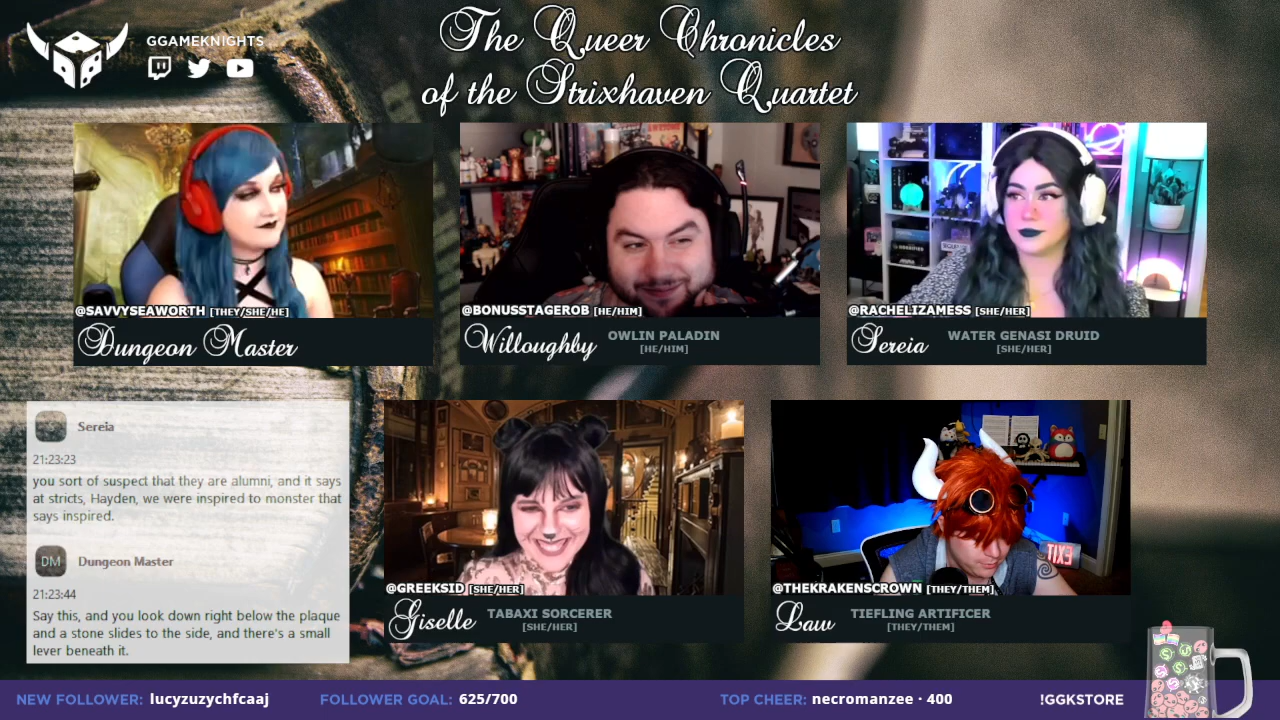 GGAMEKNIGHTS
The Queer Chronicles
of the Strixhaven Quartet
@SAVVYSEAWORTH [THEY/SHE/HE]
Dungeon Master
@BONUSSTAGEROB [HE/HIM]
Willoughby OWLIN PALADIN
[HE/HIM]
@RACHELIZAMESS [SHE/HER]
Sereia WATER GENASI DRUID
[SHE/HER]
Sereia
21:23:23
you sort of suspect that they are alumni, and it says
at stricts, Hayden, we were inspired to monster that
says inspired.
DM Dungeon Master
21:23:44
Say this, and you look down right below the plaque
and a stone slides to the side, and there's a small
lever beneath it.
@GREEKSID [SHE/HER]
Giselle TABAXI SORCERER
[SHE/HER]
EXIT
@THEKRAKENSCROWN [THEY/THEM]
Law TIEFLING ARTIFICER
[THEY/THEM]
NEW FOLLOWER: lucyzuzychfcaaj FOLLOWER GOAL: 625/700 TOP CHEER: necromanzee · 400 !GGKSTORE